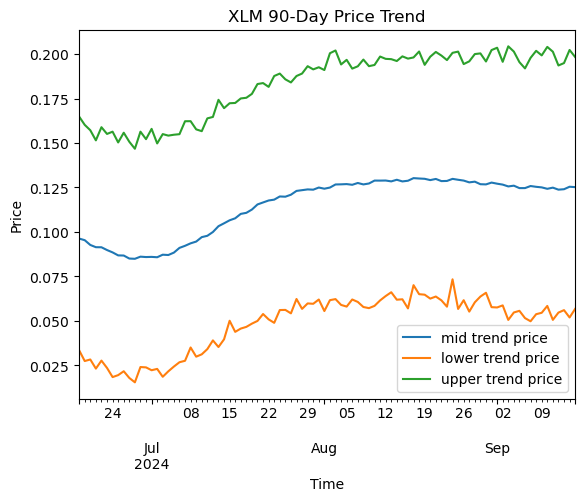 XLM 90-Day Price Trend
Price
0.200
0.175
0.150
0.125
0.100
0.075
0.050
0.025
mid trend price
lower trend price
upper trend price
24 08 15 22 29 05 12 19 26 02 09
Jul Aug Sep
2024
Time